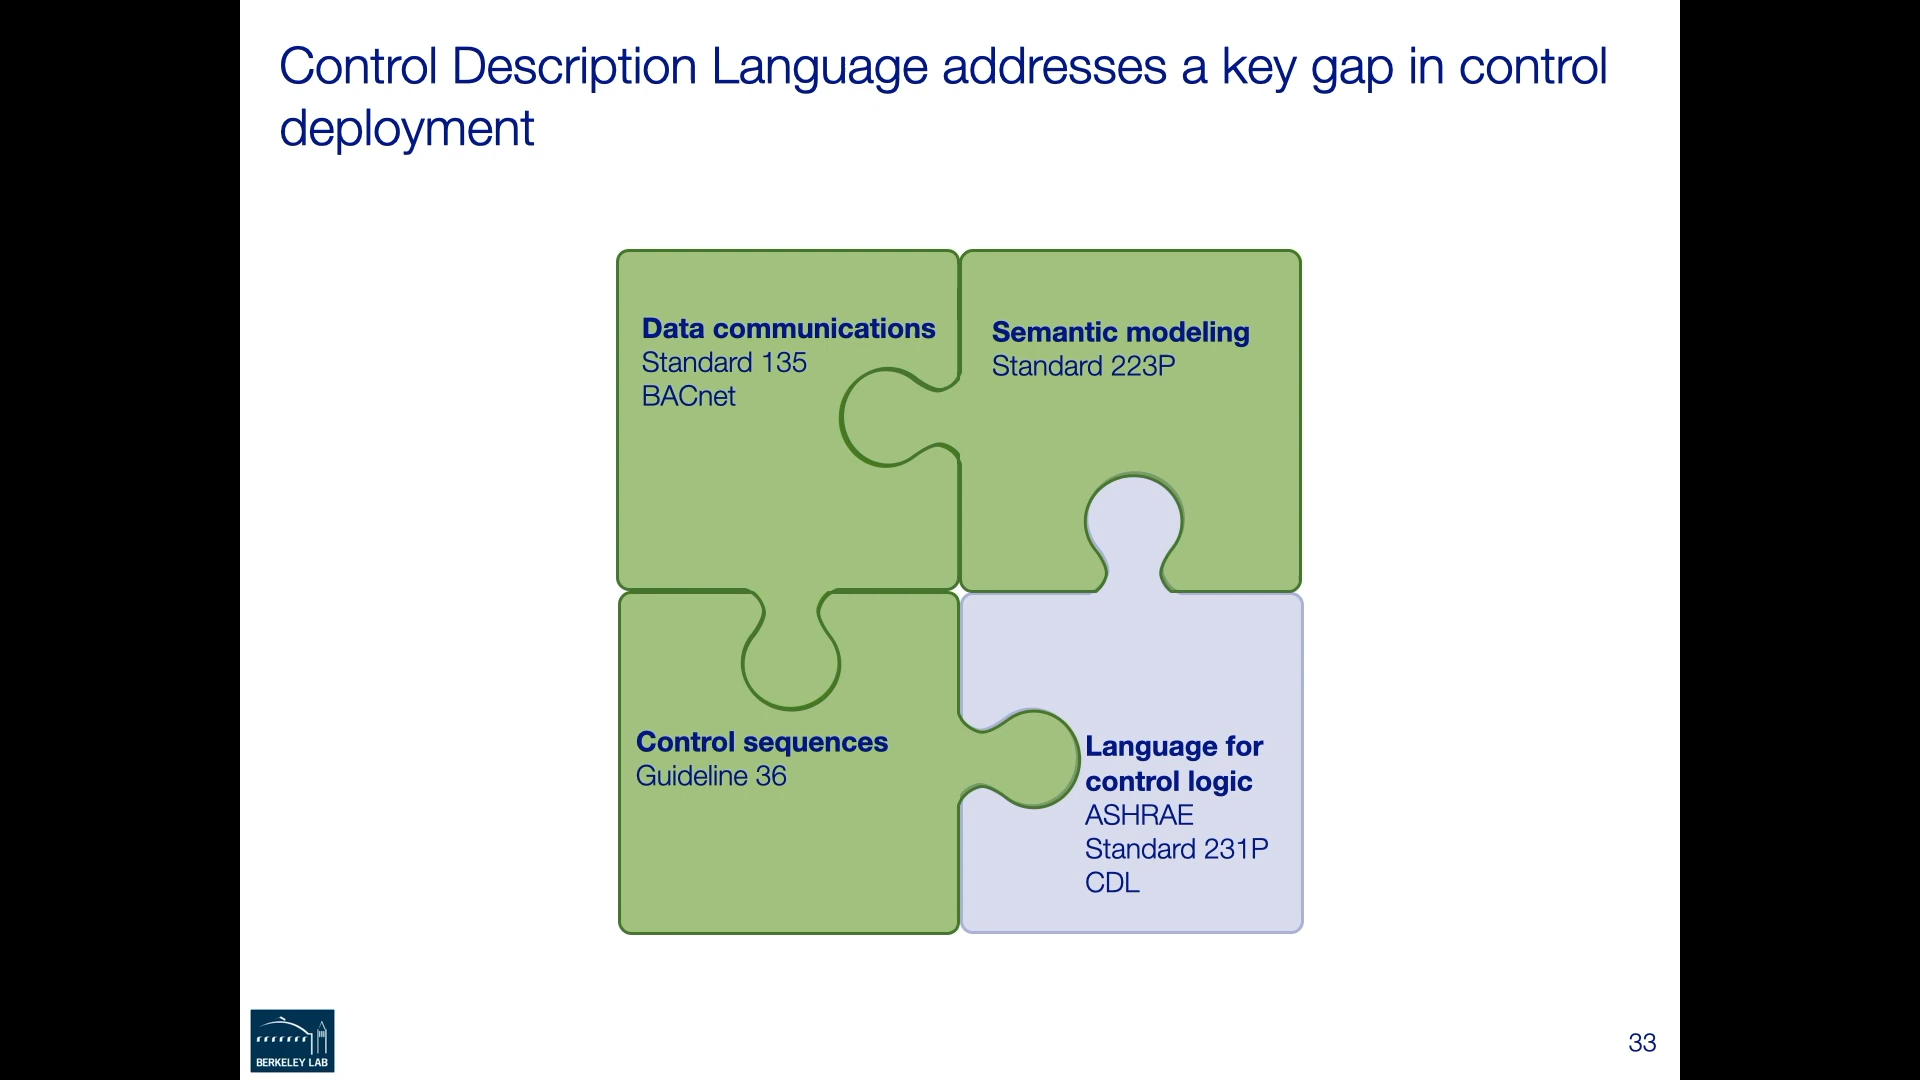 Control Description Language addresses a key gap in control
deployment
Data communications
Standard 135
BACnet
Semantic modeling
Standard 223P
Control sequences
Guideline 36
Language for
control logic
ASHRAE
Standard 231P
CDL
BERKELEY LAB
33